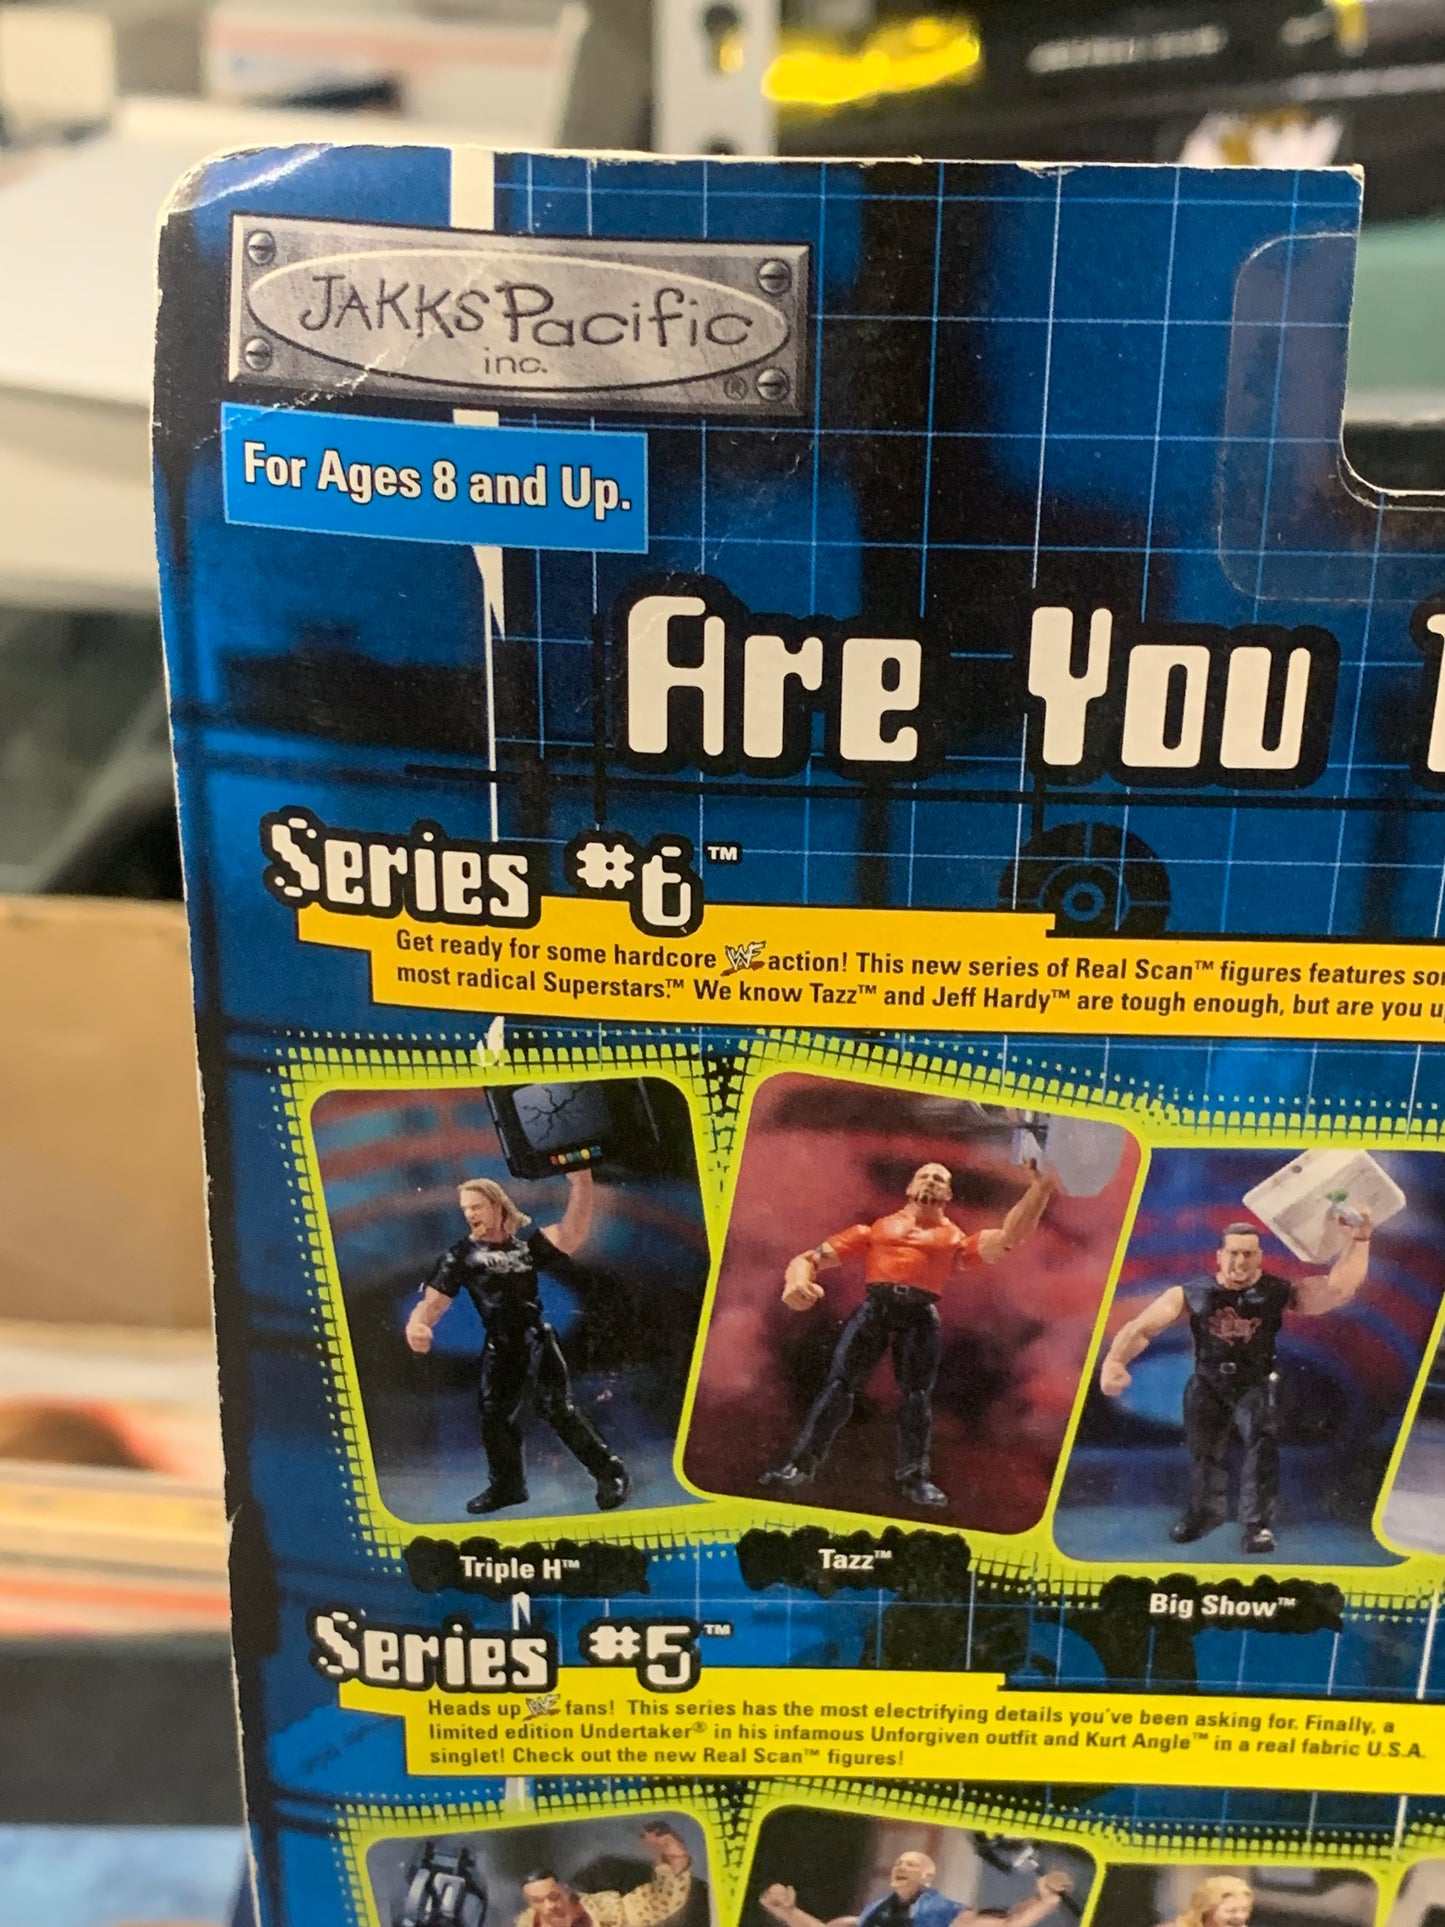 JAKKS Pacific
inc.
®
For Ages 8 and Up.
Are You
Series #6™
Get ready for some hardcore WF action! This new series of Real Scan™ figures features
most radical Superstars.™ We know Tazz™ and Jeff Hardy™ are tough enough, but are you
Triple H™
Tazz™
Big Show™
Series #5™
Heads up WF fans! This series has the most electrifying details you've been asking for. Finally, a
limited edition Undertaker® in his infamous Unforgiven outfit and Kurt Angle™ in a real fabric U.S.A.
singlet! Check out the new Real Scan™ figures!